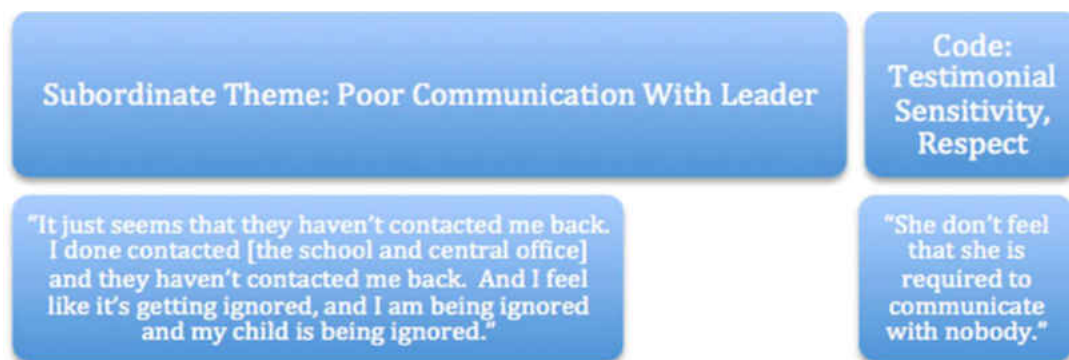 Subordinate Theme: Poor Communication With Leader
Code:
Testimonial
Sensitivity,
Respect
"It just seems that they haven't contacted me back.
I done contacted [the school and central office]
and they haven't contacted me back.  And I feel
like it's getting ignored, and I am being ignored
and my child is being ignored."
"She don't feel
that she is
required to
communicate
with nobody."